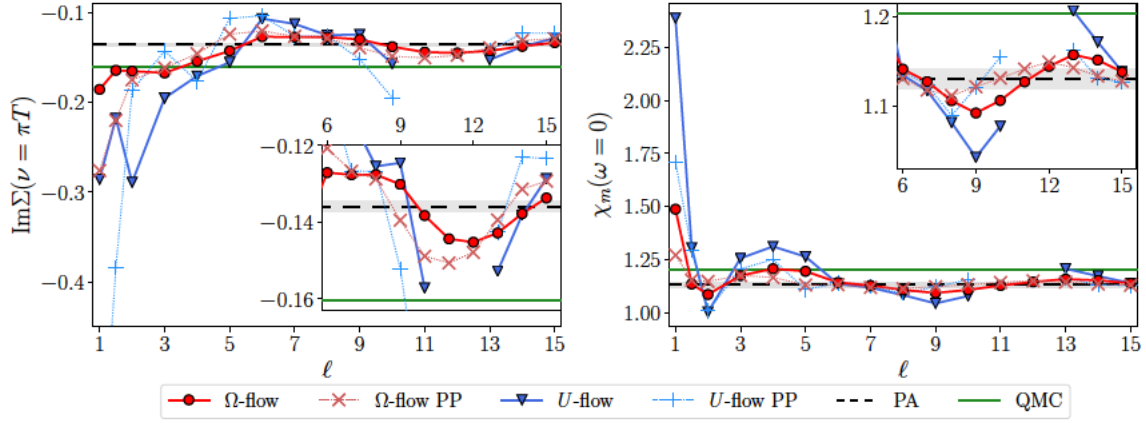 ImΣ(ν = πT)
−0.1
−0.2
−0.3
−0.4
6 9 12 15
−0.12
−0.14
−0.16
1 3 5 7 9 11 13 15
ℓ
χm(ω = 0)
2.25
2.00
1.75
1.50
1.25
1.00
1.2
1.1
6 9 12 15
1 3 5 7 9 11 13 15
ℓ
Ω-flow Ω-flow PP U-flow U-flow PP PA QMC